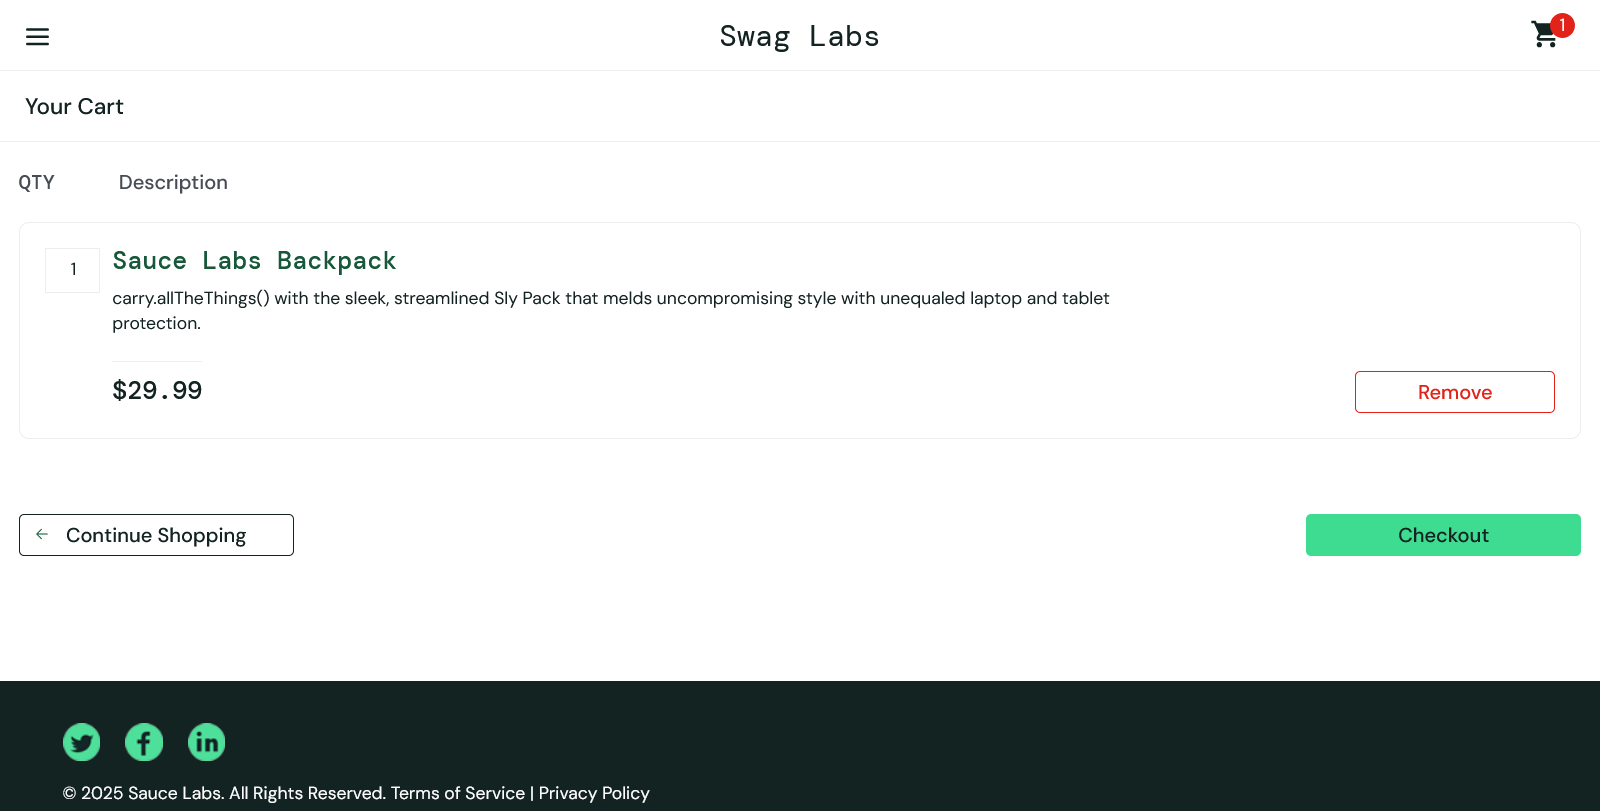 Swag Labs
1
Your Cart
QTY Description
1
Sauce Labs Backpack
carry.allTheThings() with the sleek, streamlined Sly Pack that melds uncompromising style with unequaled laptop and tablet
protection.
$29.99
Remove
Continue Shopping
Checkout
© 2025 Sauce Labs. All Rights Reserved. Terms of Service | Privacy Policy